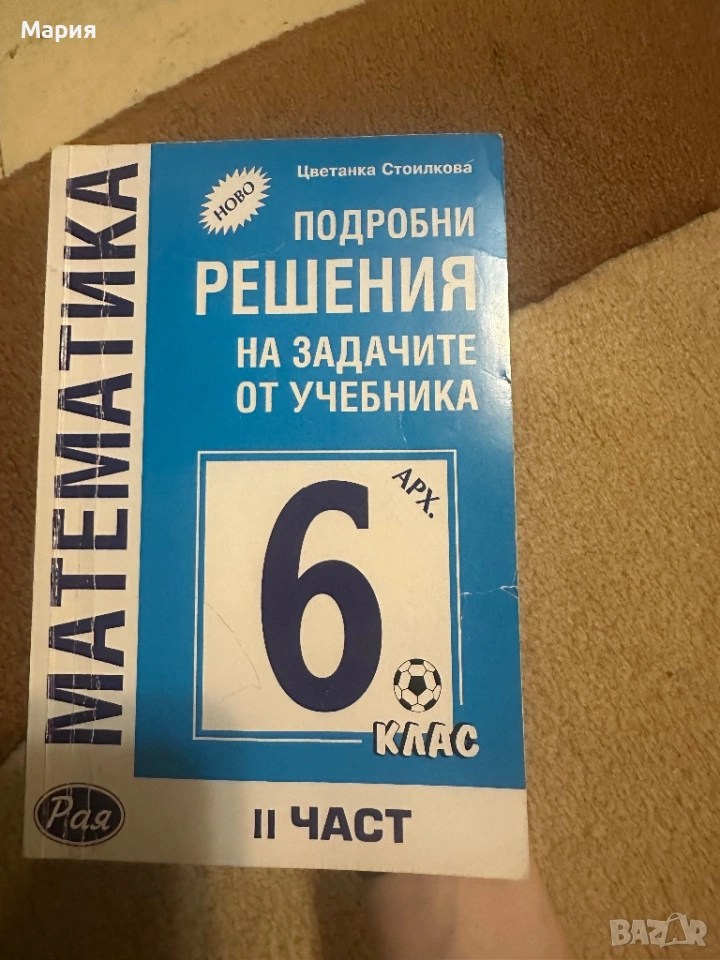 Мария
Цветанка Стоилкова
НОВО
ПОДРОБНИ
РЕШЕНИЯ
НА ЗАДАЧИТЕ
ОТ УЧЕБНИКА
МАТЕМАТИКА
АРХ.
6
КЛАС
Рая
II ЧАСТ
BAZAR